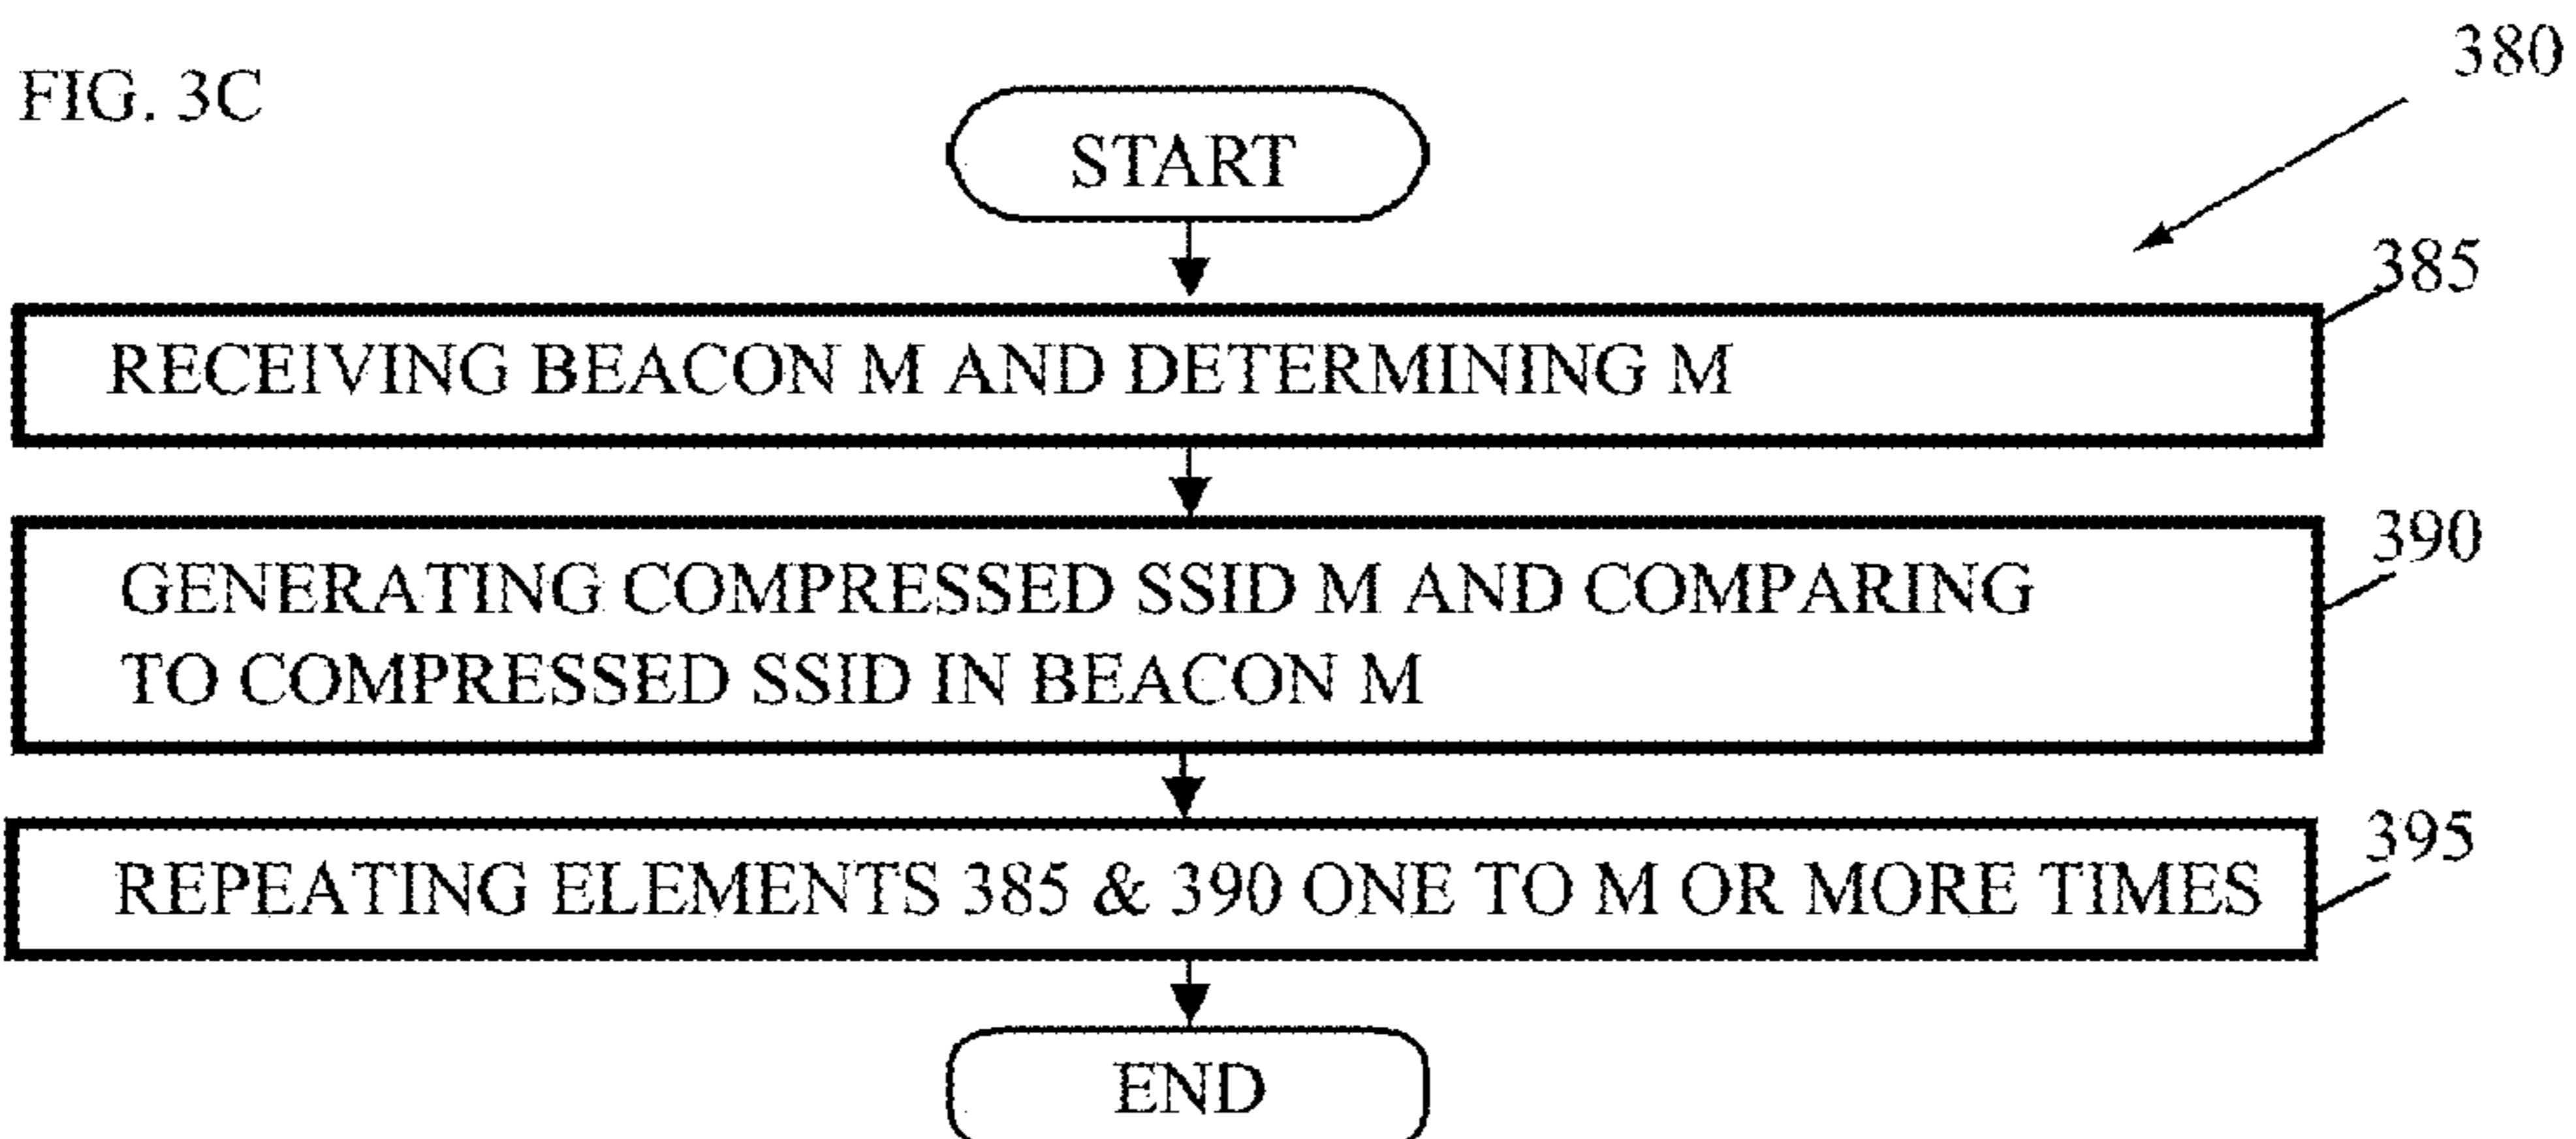 FIG. 3C
380
START
385
RECEIVING BEACON M AND DETERMINING M
390
GENERATING COMPRESSED SSID M AND COMPARING
TO COMPRESSED SSID IN BEACON M
395
REPEATING ELEMENTS 385 & 390 ONE TO M OR MORE TIMES
END